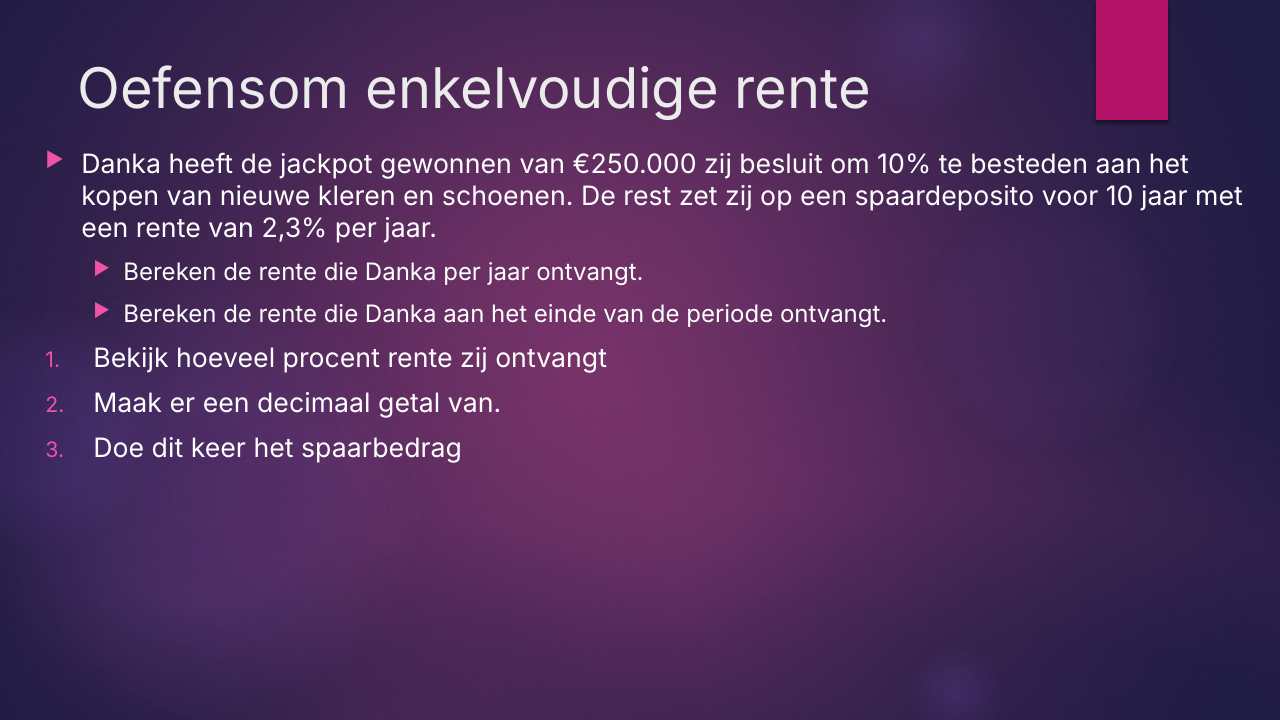 Oefensom enkelvoudige rente
Danka heeft de jackpot gewonnen van €250.000 zij besluit om 10% te besteden aan het
kopen van nieuwe kleren en schoenen. De rest zet zij op een spaardeposito voor 10 jaar met
een rente van 2,3% per jaar.
Bereken de rente die Danka per jaar ontvangt.
Bereken de rente die Danka aan het einde van de periode ontvangt.
1. Bekijk hoeveel procent rente zij ontvangt
2. Maak er een decimaal getal van.
3. Doe dit keer het spaarbedrag